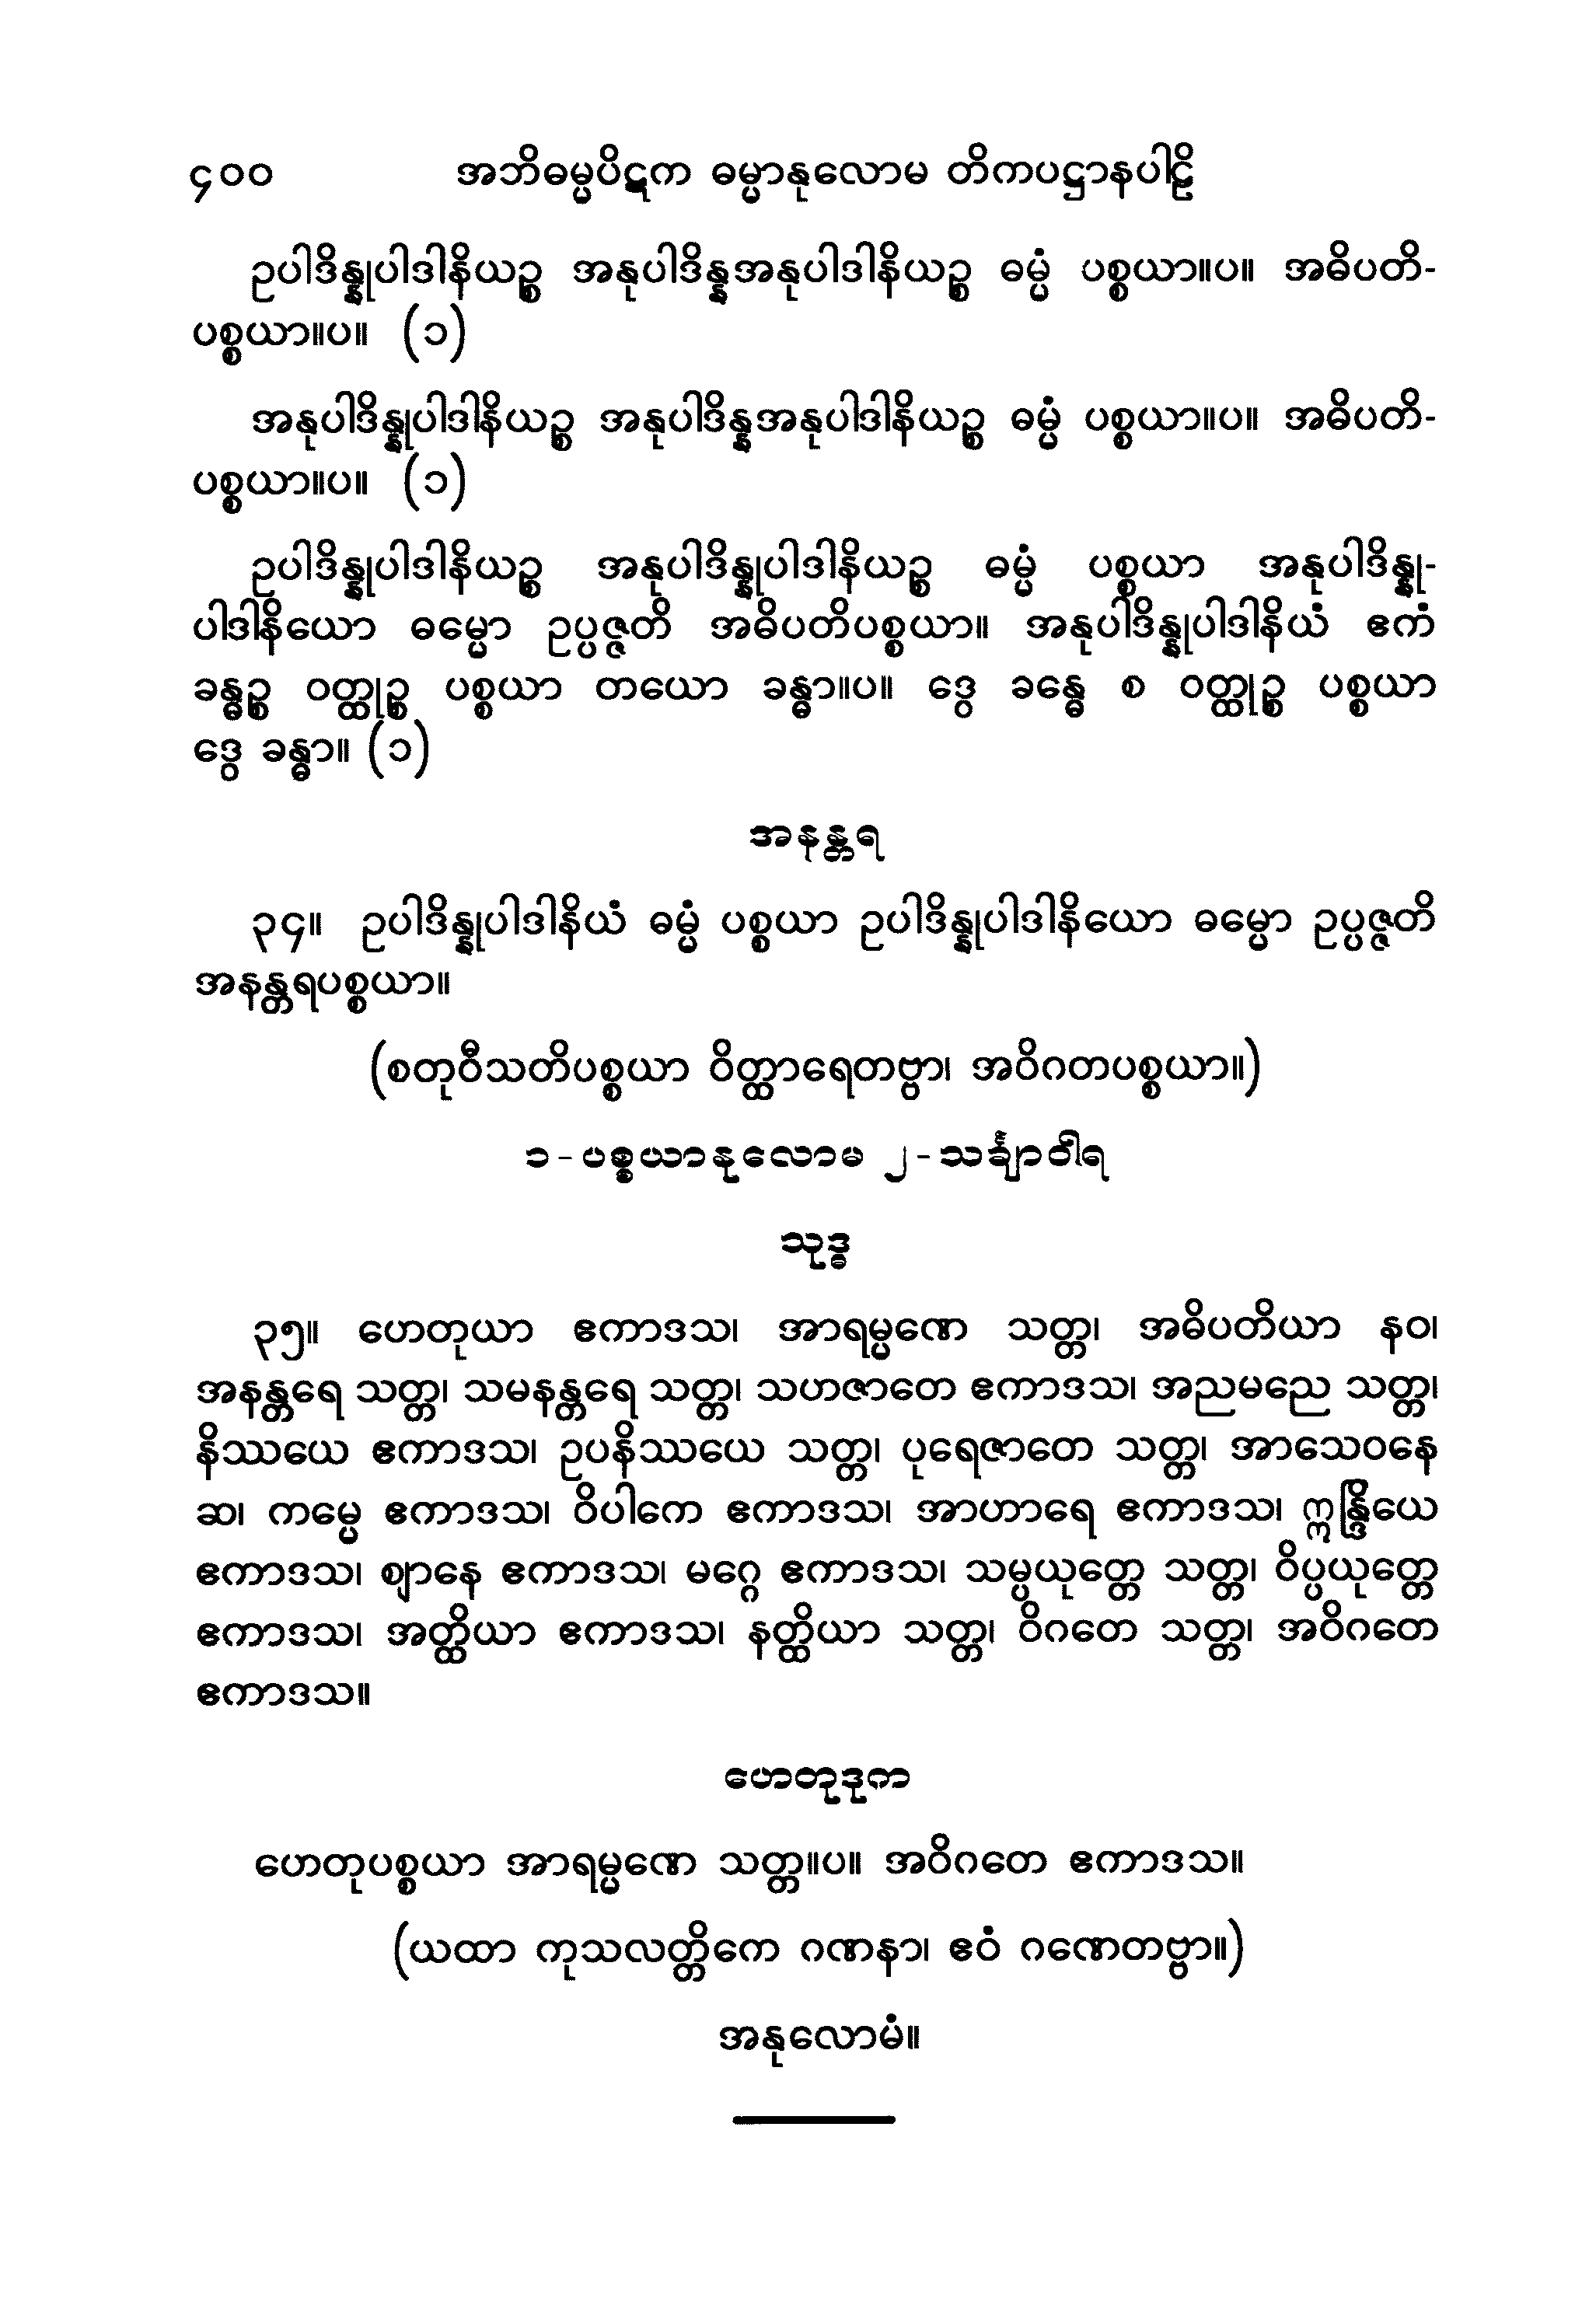 ၄၀၀ အဘိဓမ္မပိဋက ဓမ္မာနုလောမ တိကပဋ္ဌာနပါဠိ
ဥပါဒိန္နုပါဒါနိယဉ္စ အနုပါဒိန္နအနုပါဒါနိယဉ္စ ဓမ္မံ ပစ္စယာ။ပ။ အဓိပတိ-
ပစ္စယာ။ပ။ (၁)
အနုပါဒိန္နုပါဒါနိယဉ္စ အနုပါဒိန္နအနုပါဒါနိယဉ္စ ဓမ္မံ ပစ္စယာ။ပ။ အဓိပတိ-
ပစ္စယာ။ပ။ (၁)
ဥပါဒိန္နုပါဒါနိယဉ္စ အနုပါဒိန္နုပါဒါနိယဉ္စ ဓမ္မံ ပစ္စယာ အနုပါဒိန္နု-
ပါဒါနိယော ဓမ္မော ဥပ္ပဇ္ဇတိ အဓိပတိပစ္စယာ။ အနုပါဒိန္နုပါဒါနိယံ ဧကံ
ခန္ဓဉ္စ ဝတ္ထုဉ္စ ပစ္စယာ တယော ခန္ဓာ။ပ။ ဒွေ ခန္ဓေ စ ဝတ္ထုဉ္စ ပစ္စယာ
ဒွေ ခန္ဓာ။ (၁)
အနန္တရ
၃၄။ ဥပါဒိန္နုပါဒါနိယံ ဓမ္မံ ပစ္စယာ ဥပါဒိန္နုပါဒါနိယော ဓမ္မော ဥပ္ပဇ္ဇတိ
အနန္တရပစ္စယာ။
(စတုဝီသတိပစ္စယာ ဝိတ္ထာရေတဗ္ဗာ၊ အဝိဂတပစ္စယာ။)
၁-ပစ္စယာနုလောမ ၂-သင်္ချာဝါရ
သုဒ္ဓ
၃၅။ ဟေတုယာ ဧကာဒသ၊ အာရမ္မဏေ သတ္တ၊ အဓိပတိယာ နဝ၊
အနန္တရေ သတ္တ၊ သမနန္တရေ သတ္တ၊ သဟဇာတေ ဧကာဒသ၊ အညမညေ သတ္တ၊
နိဿယေ ဧကာဒသ၊ ဥပနိဿယေ သတ္တ၊ ပုရေဇာတေ သတ္တ၊ အာသေဝနေ
ဆ၊ ကမ္မေ ဧကာဒသ၊ ဝိပါကေ ဧကာဒသ၊ အာဟာရေ ဧကာဒသ၊ ဣန္ဒြိယေ
ဧကာဒသ၊ ဈာနေ ဧကာဒသ၊ မဂ္ဂေ ဧကာဒသ၊ သမ္ပယုတ္တေ သတ္တ၊ ဝိပ္ပယုတ္တေ
ဧကာဒသ၊ အတ္ထိယာ ဧကာဒသ၊ နတ္ထိယာ သတ္တ၊ ဝိဂတေ သတ္တ၊ အဝိဂတေ
ဧကာဒသ။
ဟေတုဒုက
ဟေတုပစ္စယာ အာရမ္မဏေ သတ္တ။ပ။ အဝိဂတေ ဧကာဒသ။
(ယထာ ကုသလတ္တိကေ ဂဏနာ၊ ဧဝံ ဂဏေတဗ္ဗာ။)
အနုလောမံ။